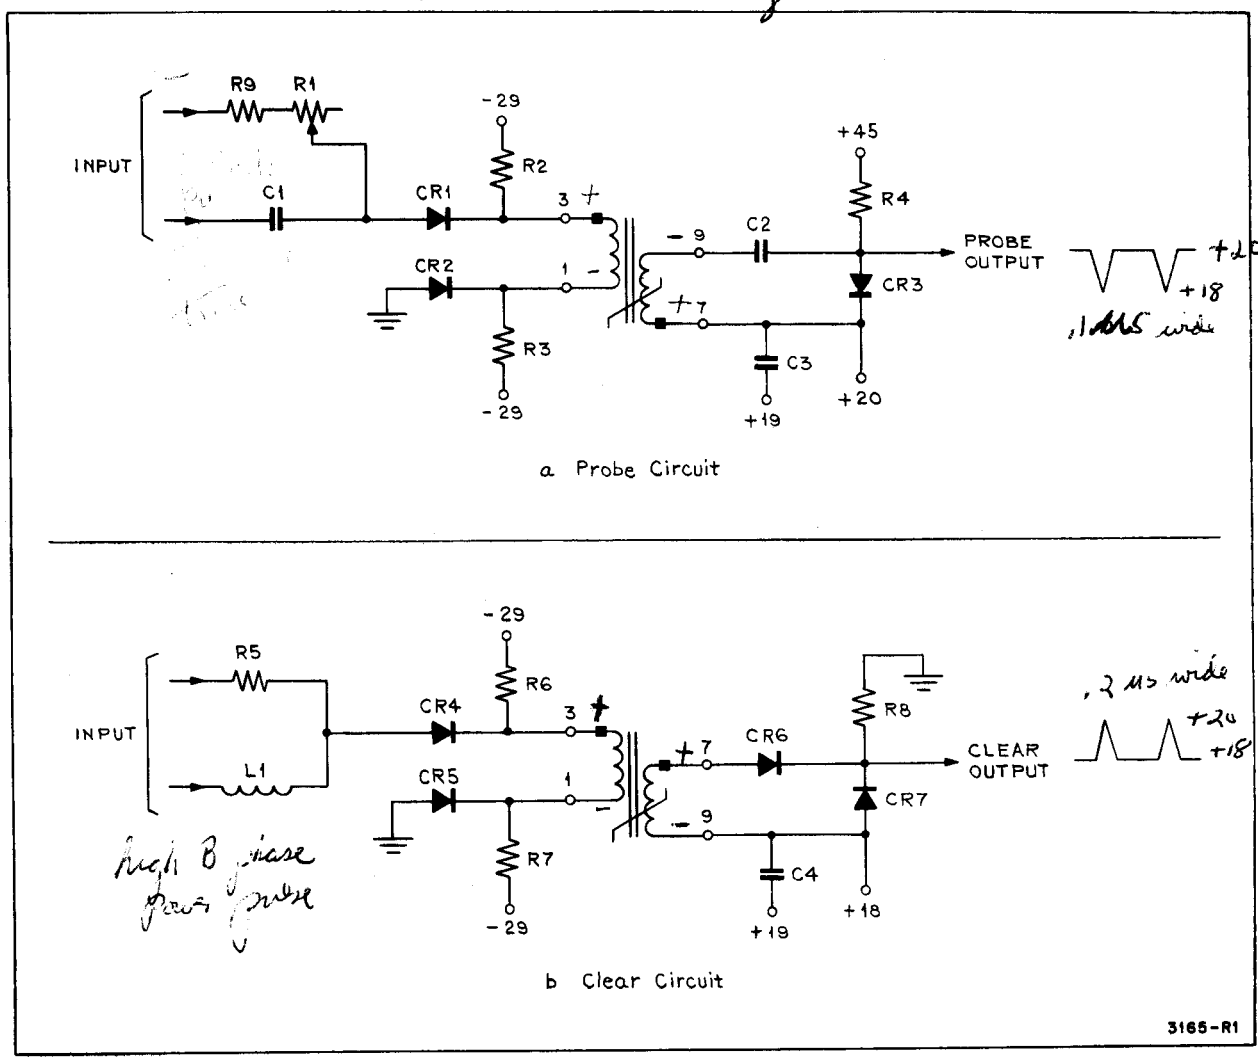 R9
R1
INPUT
C1
CR1
-29
R2
3 +
CR2
1 -
R3
-29
+45
R4
C2
- 9
PROBE
OUTPUT
+20
+18
CR3
+ 7
wide
C3
+19
+20
a Probe Circuit
R5
INPUT
L1
-29
R6
CR4
3 +
CR5
1 -
R7
-29
R8
.2 us wide
+20
+18
+ 7
CR6
CLEAR
OUTPUT
CR7
- 9
C4
+19
+18
high B phase
power pulse
b Clear Circuit
3165-R1